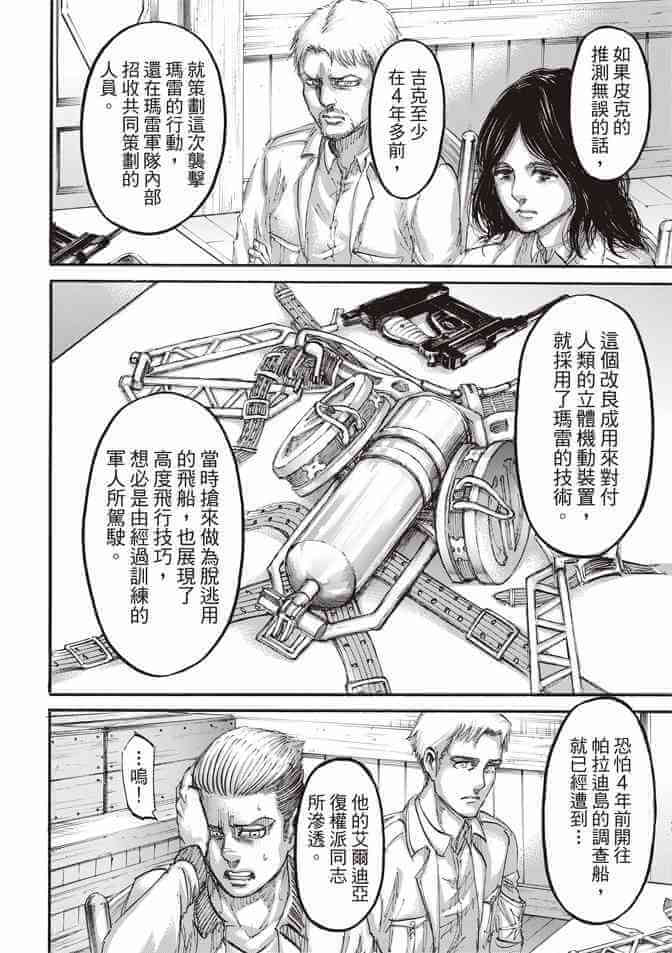 如果皮克的
推測無誤的話，
吉克至少
在4年多前，
就策劃這次襲擊
瑪雷的行動，
還在瑪雷軍隊內部
招收共同策劃的
人員。
這個改良成用來對付
人類的立體機動裝置，
就採用了瑪雷的技術。
當時搶來做為脫逃用
的飛船，也展現了
高度飛行技巧，
想必是由經過訓練的
軍人所駕駛。
恐怕4年前開往
帕拉迪島的調查船，
就已經遭到…
他的艾爾迪亞
復權派同志
所滲透。
…嗚！